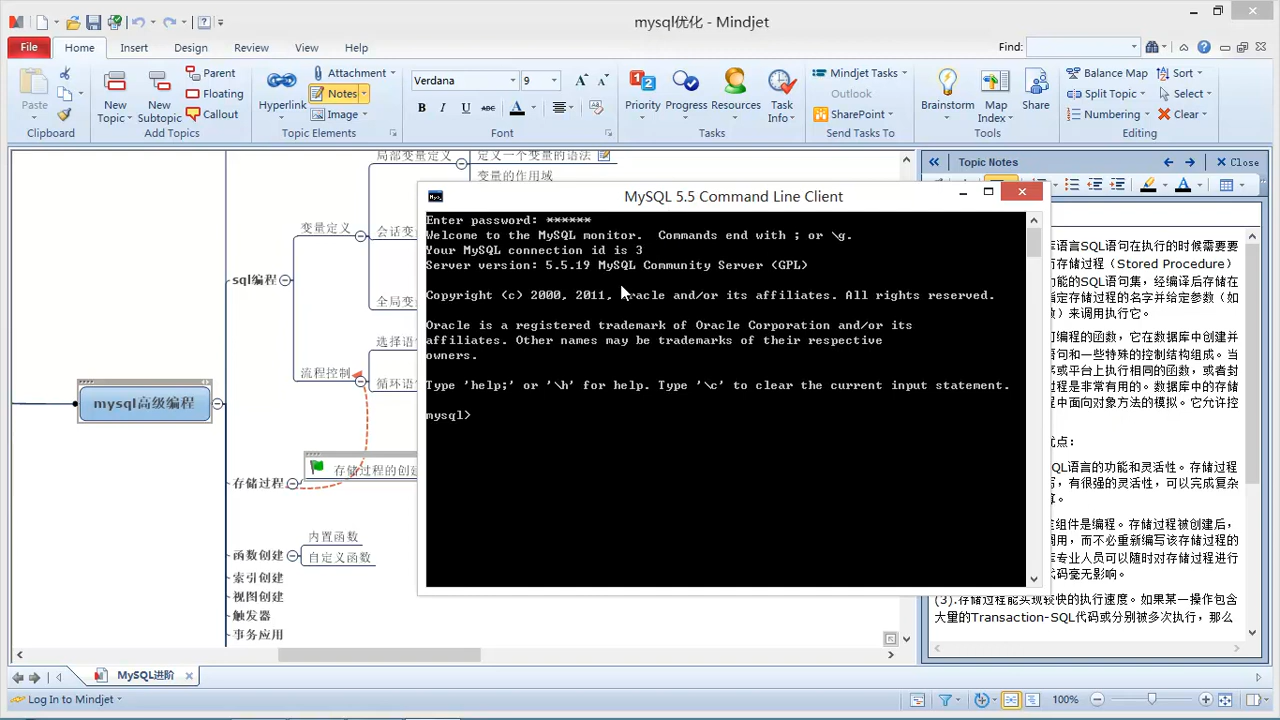 mysql优化 - Mindjet
File Home Insert Design Review View Help Find:
Paste
Clipboard
New Topic
New Subtopic
Parent
Floating
Callout
Add Topics
Hyperlink
Attachment
Notes
Image
Topic Elements
Verdana 9
B I U abc A
Font
Priority
Progress
Resources
Task Info
Tasks
Mindjet Tasks
Outlook
SharePoint
Send Tasks To
Brainstorm
Map Index
Share
Tools
Balance Map
Split Topic
Numbering
Sort
Select
Clear
Editing
mysql高级编程
sql编程
变量定义
局部变量定义
定义一个变量的语法
变量的作用域
会话变
全局变
流程控制
选择语
循环语
存储过程
存储过程的创建
函数创建
内置函数
自定义函数
索引创建
视图创建
触发器
事务应用
MySQL 5.5 Command Line Client
Enter password: ******
Welcome to the MySQL monitor.  Commands end with ; or \g.
Your MySQL connection id is 3
Server version: 5.5.19 MySQL Community Server (GPL)
Copyright (c) 2000, 2011, Oracle and/or its affiliates. All rights reserved.
Oracle is a registered trademark of Oracle Corporation and/or its
affiliates. Other names may be trademarks of their respective
owners.
Type 'help;' or '\h' for help. Type '\c' to clear the current input statement.
mysql>
Topic Notes Close
语言SQL语句在执行的时候需要要
存储过程（Stored Procedure）
功能的SQL语句集，经编译后存储
定存储过程的名字并给定参数（如
数）来调用执行它。
可编程的函数，它在数据库中创建并
语句和一些特殊的控制结构组成。当
或平台上执行相同的函数，或者封
程是非常有用的。数据库中的存储
程中面向对象方法的模拟。它允许控
优点：
QL语言的功能和灵活性。存储过程
，有很强的灵活性，可以完成复杂
组件是编程。存储过程被创建后，
调用，而不必重新编写该存储过程的
专业人员可以随时对存储过程进行
代码毫无影响。
(3).存储过程能实现较快的执行速度。如果某一操作包含
大量的Transaction-SQL代码或分别被多次执行，那么
MySQL进阶
Log In to Mindjet
100%